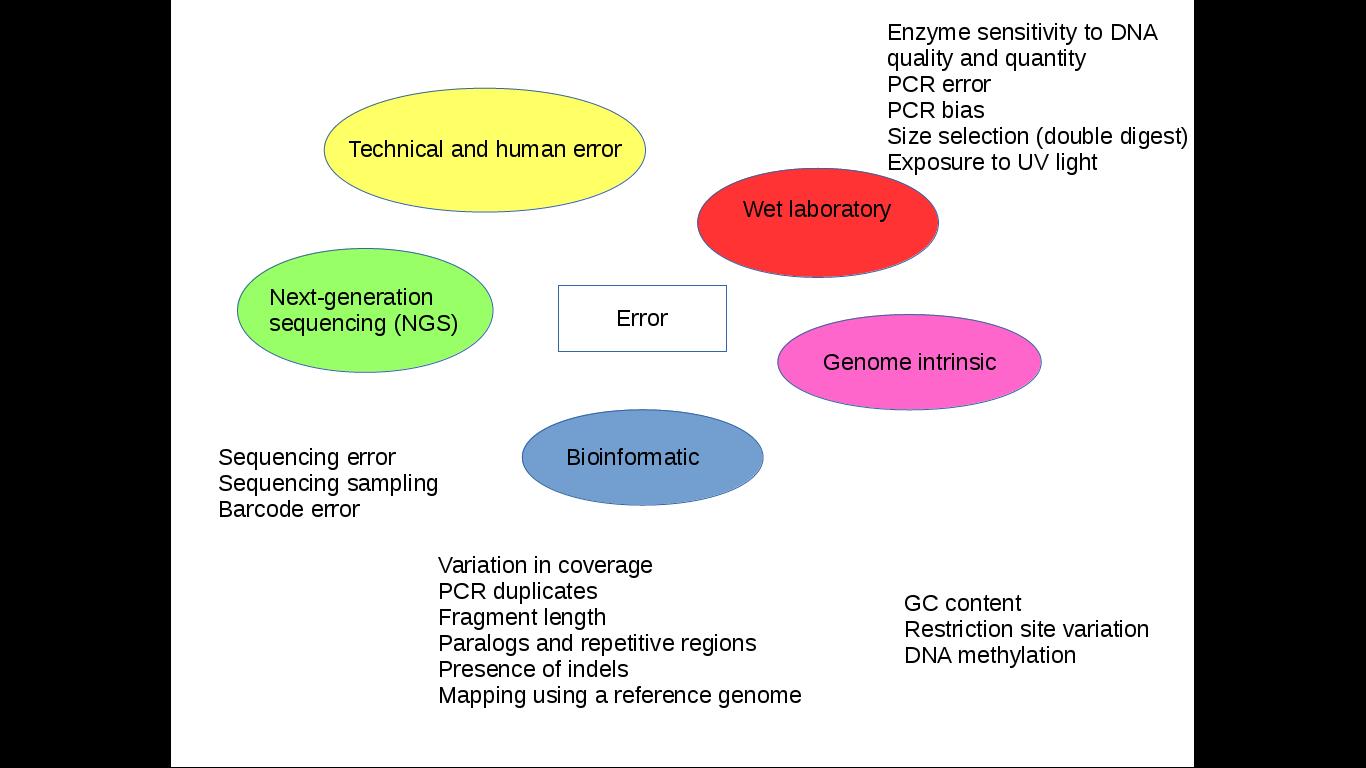 Enzyme sensitivity to DNA
quality and quantity
PCR error
PCR bias
Size selection (double digest)
Exposure to UV light
Technical and human error
Wet laboratory
Next-generation
sequencing (NGS)
Error
Genome intrinsic
Bioinformatic
Sequencing error
Sequencing sampling
Barcode error
Variation in coverage
PCR duplicates
Fragment length
Paralogs and repetitive regions
Presence of indels
Mapping using a reference genome
GC content
Restriction site variation
DNA methylation